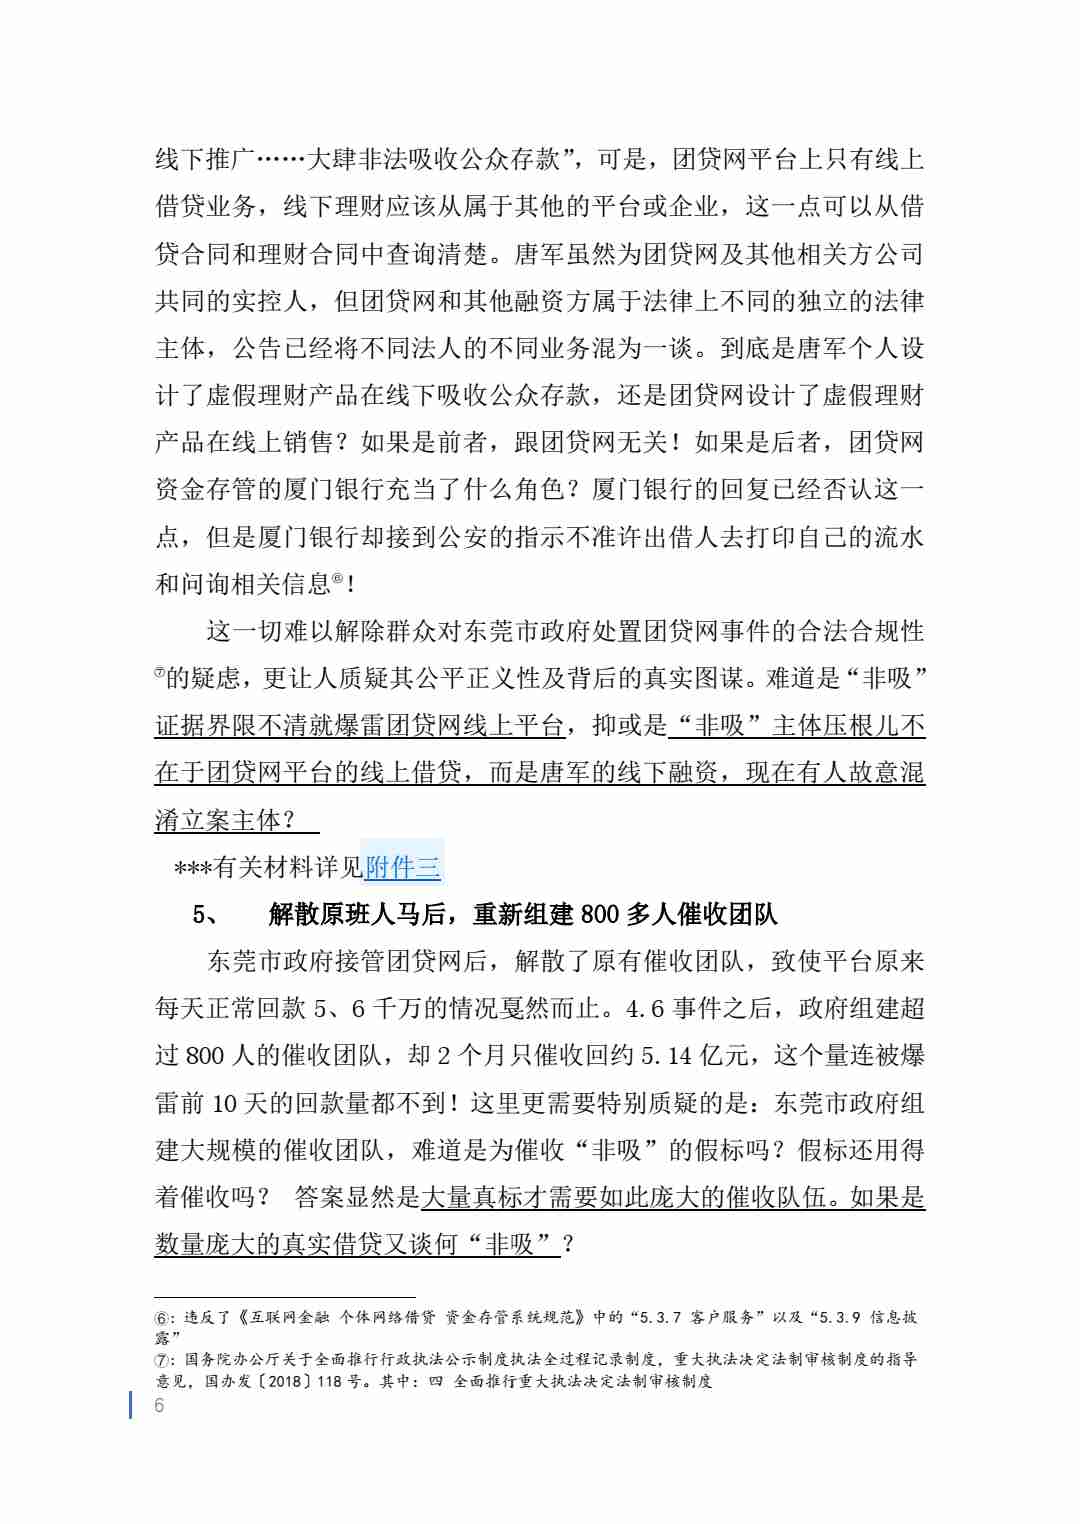 线下推广……大肆非法吸收公众存款”，可是，团贷网平台上只有线上
借贷业务，线下理财应该从属于其他的平台或企业，这一点可以从借
贷合同和理财合同中查询清楚。唐军虽然为团贷网及其他相关方公司
共同的实控人，但团贷网和其他融资方属于法律上不同的独立的法律
主体，公告已经将不同法人的不同业务混为一谈。到底是唐军个人设
计了虚假理财产品在线下吸收公众存款，还是团贷网设计了虚假理财
产品在线上销售？如果是前者，跟团贷网无关！如果是后者，团贷网
资金存管的厦门银行充当了什么角色？厦门银行的回复已经否认这一
点，但是厦门银行却接到公安的指示不准许出借人去打印自己的流水
和问询相关信息⑥！
这一切难以解除群众对东莞市政府处置团贷网事件的合法合规性
⑦的疑虑，更让人质疑其公平正义性及背后的真实图谋。难道是“非吸”
证据界限不清就爆雷团贷网线上平台，抑或是“非吸”主体压根儿不
在于团贷网平台的线上借贷，而是唐军的线下融资，现在有人故意混
淆立案主体？
***有关材料详见附件三
5、 解散原班人马后，重新组建 800 多人催收团队
东莞市政府接管团贷网后，解散了原有催收团队，致使平台原来
每天正常回款 5、6 千万的情况戛然而止。4.6 事件之后，政府组建超
过 800 人的催收团队，却 2 个月只催收回约 5.14 亿元，这个量连被爆
雷前 10 天的回款量都不到！这里更需要特别质疑的是：东莞市政府组
建大规模的催收团队，难道是为催收“非吸”的假标吗？假标还用得
着催收吗？ 答案显然是大量真标才需要如此庞大的催收队伍。如果是
数量庞大的真实借贷又谈何“非吸”？
⑥：违反了《互联网金融 个体网络借贷 资金存管系统规范》中的“5.3.7 客户服务”以及“5.3.9 信息披
露”
⑦：国务院办公厅关于全面推行行政执法公示制度执法全过程记录制度，重大执法决定法制审核制度的指导
意见，国办发〔2018〕118 号。其中：四 全面推行重大执法决定法制审核制度
6